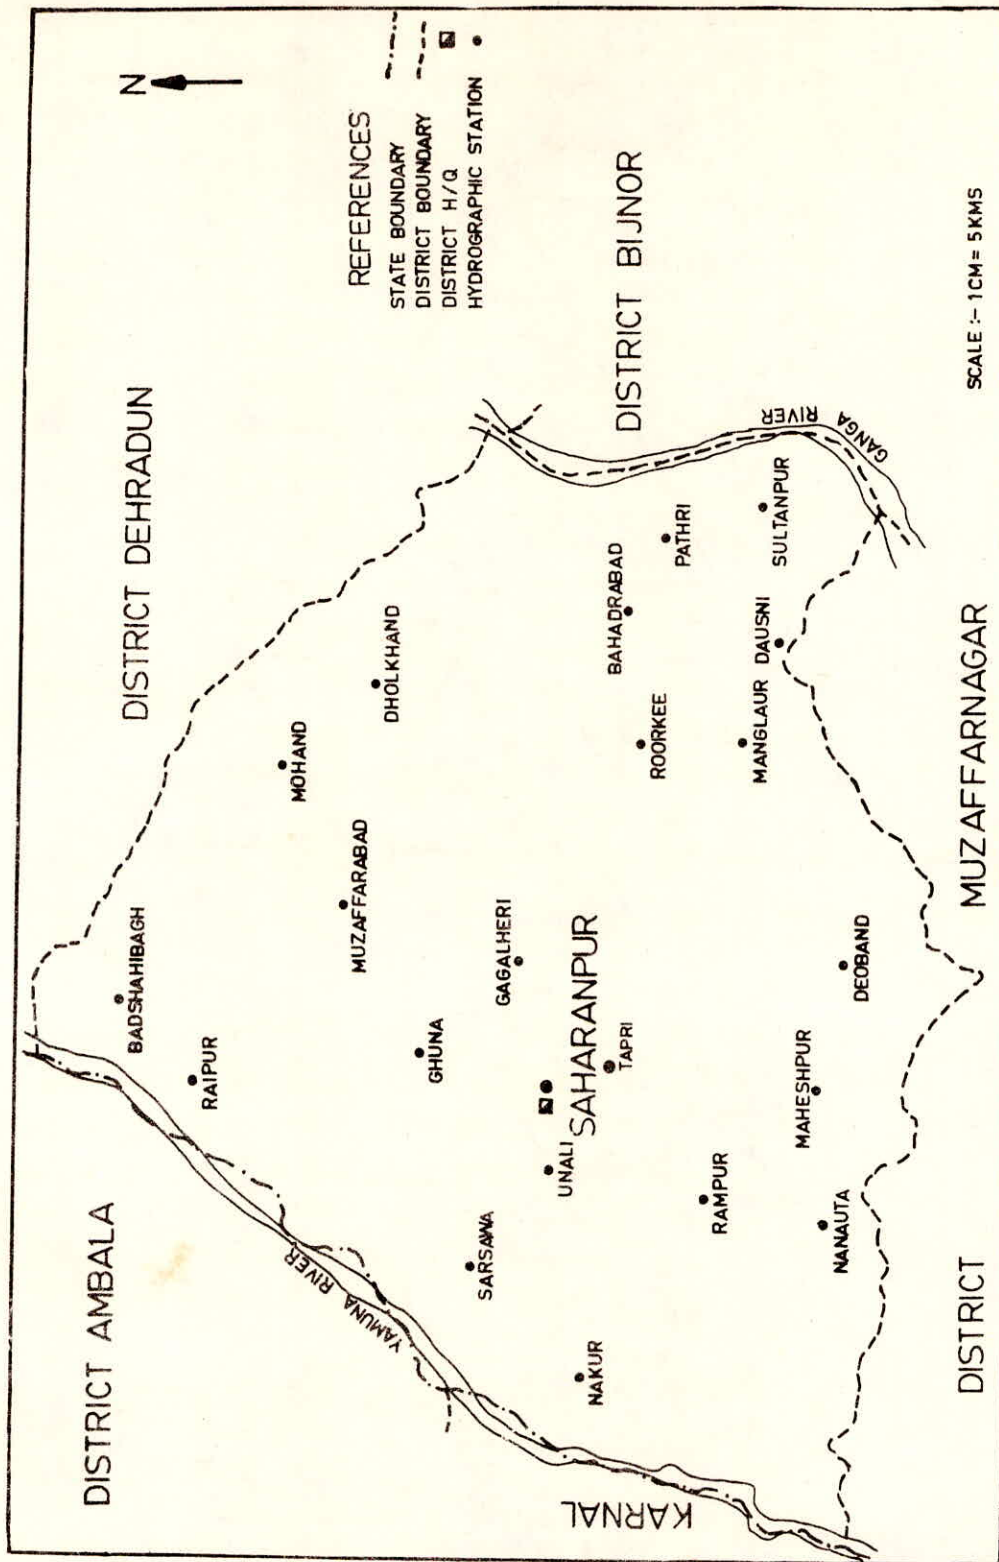 DISTRICT AMBALA
DISTRICT DEHRADUN
N
REFERENCES
STATE BOUNDARY
DISTRICT BOUNDARY
DISTRICT H/Q
HYDROGRAPHIC STATION
BADSHAHIBAGH
RAIPUR
MOHAND
DHOLKHAND
MUZAFFARABAD
YAMUNA RIVER
GHUNA
SARSAWA
GAGALHERI
UNALI
SAHARANPUR
TAPRI
NAKUR
BAHADRABAD
DISTRICT BIJNOR
ROORKEE
PATHRI
KARNAL
RAMPUR
MANGLAUR
DAUSNI
SULTANPUR
GANGA RIVER
MAHESHPUR
NANAUTA
DEOBAND
DISTRICT MUZAFFARNAGAR
SCALE :- 1 CM = 5 KMS